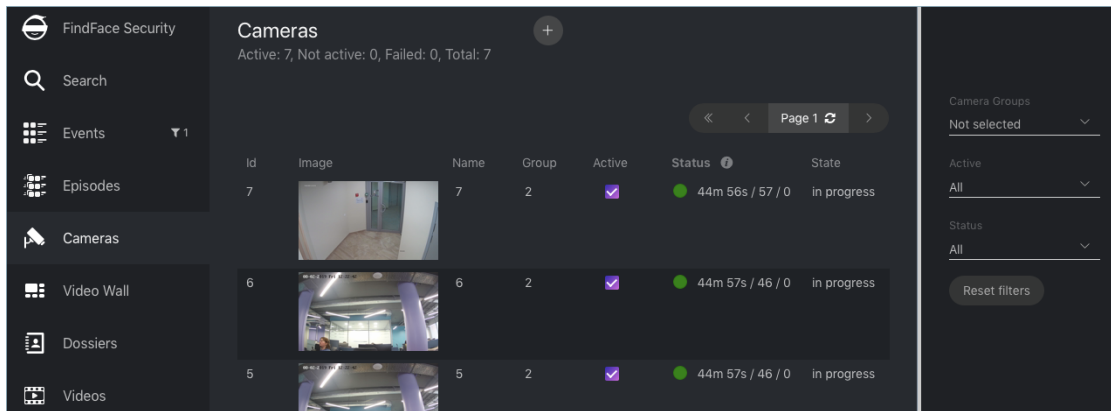 FindFace Security
Search
Events 1
Episodes
Cameras
Video Wall
Dossiers
Videos
Cameras
Active: 7, Not active: 0, Failed: 0, Total: 7
Page 1
Id Image Name Group Active Status State
7 7 2 44m 56s / 57 / 0 in progress
6 6 2 44m 57s / 46 / 0 in progress
5 5 2 44m 57s / 46 / 0 in progress
Camera Groups
Not selected
Active
All
Status
All
Reset filters